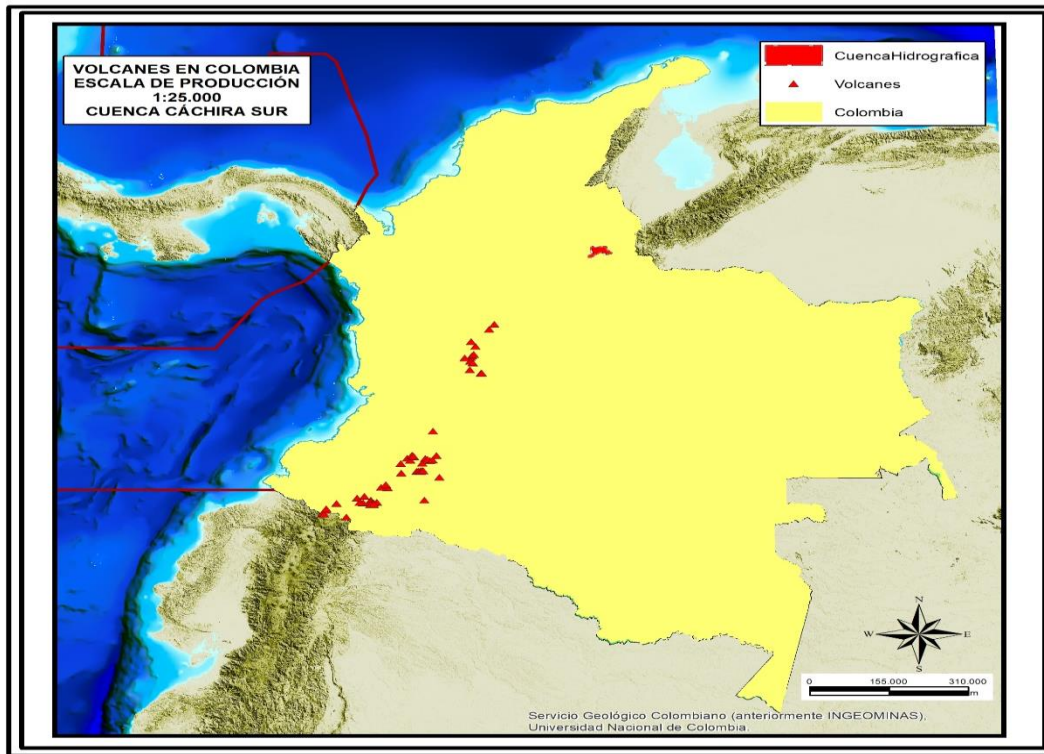 VOLCANES EN COLOMBIA
ESCALA DE PRODUCCIÓN
1:25.000
CUENCA CÁCHIRA SUR
CuencaHidrografica
Volcanes
Colombia
N
W
E
S
0 155.000 310.000
m
Servicio Geológico Colombiano (anteriormente INGEOMINAS),
Universidad Nacional de Colombia.